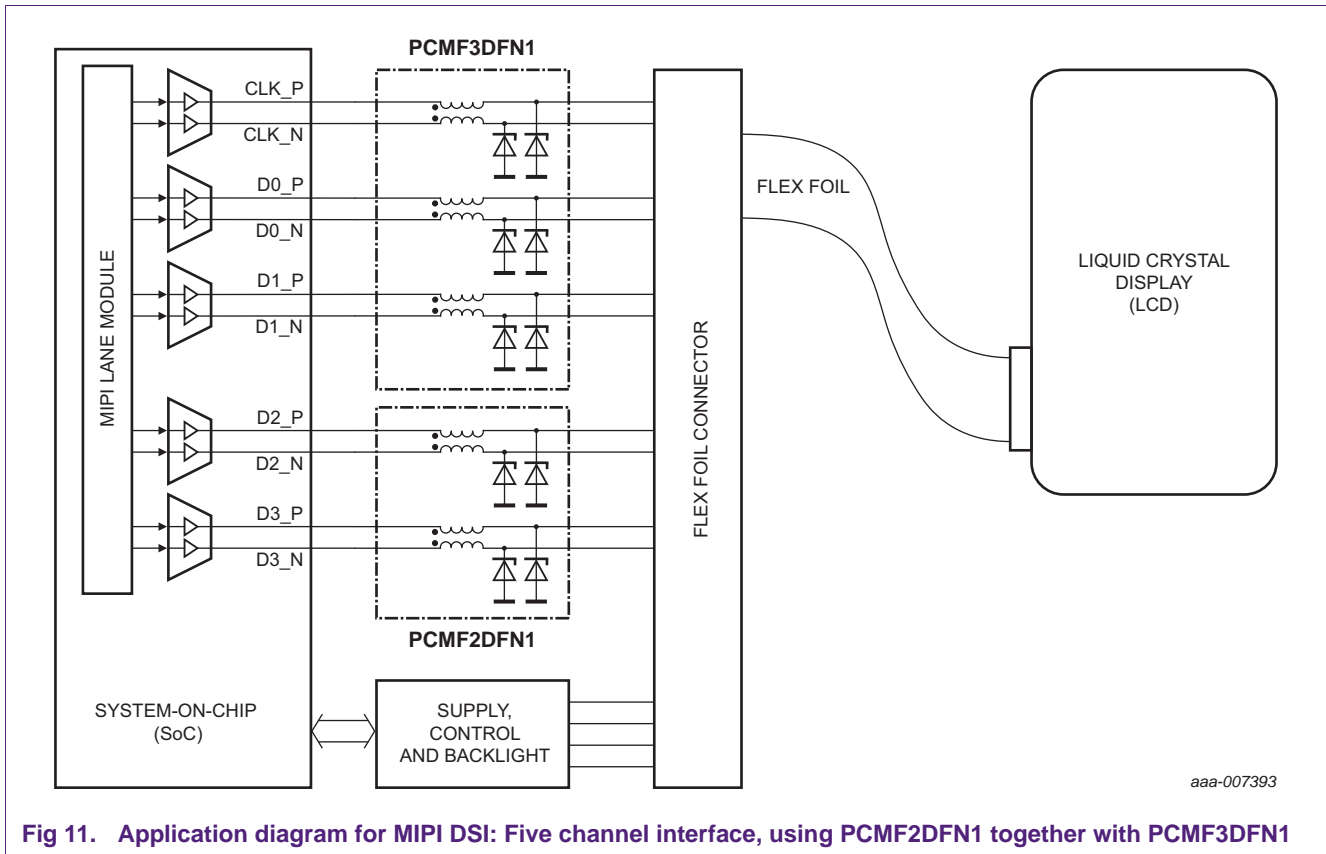 PCMF3DFN1
CLK_P
CLK_N
D0_P
D0_N
D1_P
D1_N
D2_P
D2_N
D3_P
D3_N
MIPI LANE MODULE
PCMF2DFN1
SYSTEM-ON-CHIP
(SoC)
SUPPLY,
CONTROL
AND BACKLIGHT
FLEX FOIL CONNECTOR
FLEX FOIL
LIQUID CRYSTAL
DISPLAY
(LCD)
aaa-007393
Fig 11. Application diagram for MIPI DSI: Five channel interface, using PCMF2DFN1 together with PCMF3DFN1